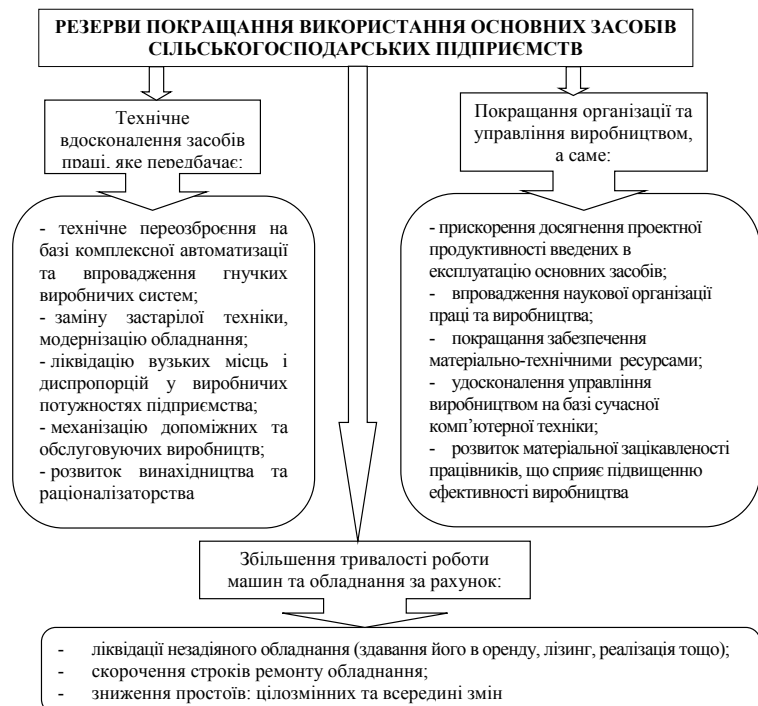 РЕЗЕРВИ ПОКРАЩАННЯ ВИКОРИСТАННЯ ОСНОВНИХ ЗАСОБІВ
СІЛЬСЬКОГОСПОДАРСЬКИХ ПІДПРИЄМСТВ
Технічне
вдосконалення засобів
праці, яке передбачає:
- технічне переозброєння на
базі комплексної автоматизації
та впровадження гнучких
виробничих систем;
- заміну застарілої техніки,
модернізацію обладнання;
- ліквідацію вузьких місць і
диспропорцій у виробничих
потужностях підприємства;
- механізацію допоміжних та
обслуговуючих виробництв;
- розвиток винахідництва та
раціоналізаторства
Покращання організації та
управління виробництвом,
а саме:
- прискорення досягнення проектної
продуктивності введених в
експлуатацію основних засобів;
- впровадження наукової організації
праці та виробництва;
- покращання забезпечення
матеріально-технічними ресурсами;
- удосконалення управління
виробництвом на базі сучасної
комп’ютерної техніки;
- розвиток матеріальної зацікавленості
працівників, що сприяє підвищенню
ефективності виробництва
Збільшення тривалості роботи
машин та обладнання за рахунок:
- ліквідації незадіяного обладнання (здавання його в оренду, лізинг, реалізація тощо);
- скорочення строків ремонту обладнання;
- зниження простоїв: цілозмінних та всередині змін